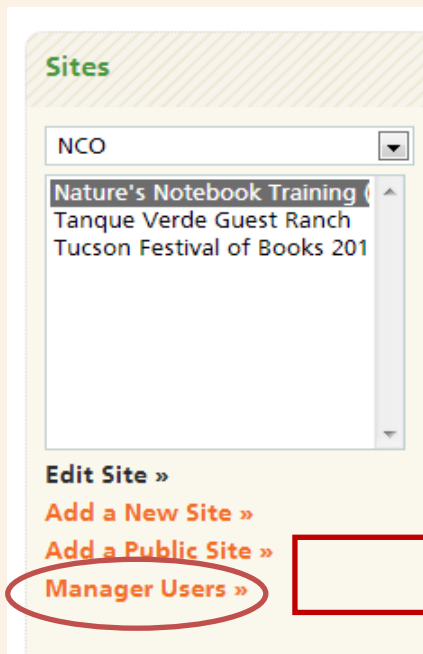 Sites
NCO
Nature's Notebook Training (
Tanque Verde Guest Ranch
Tucson Festival of Books 201
Edit Site »
Add a New Site »
Add a Public Site »
Manager Users »